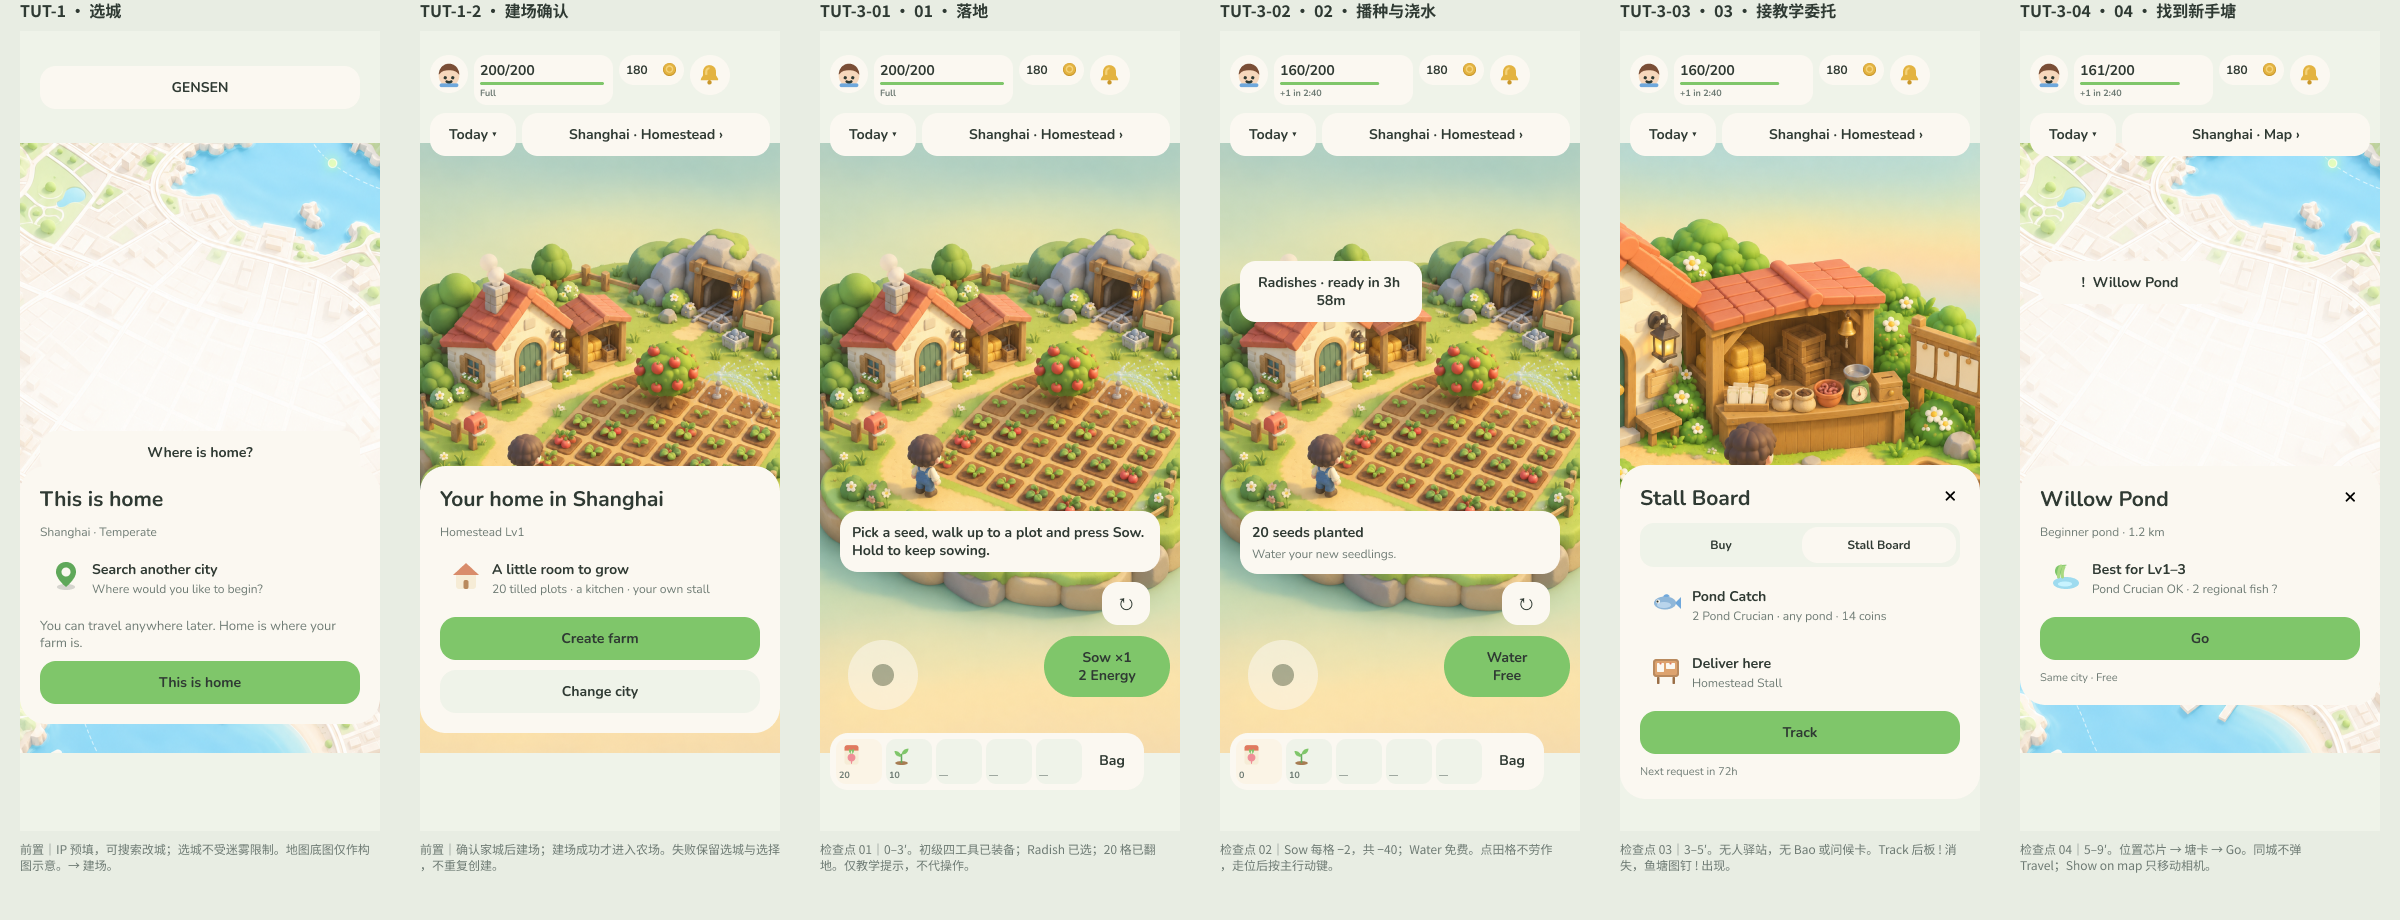 TUT-1 • 选城
GENSEN
Where is home?
This is home
Shanghai · Temperate
Search another city
Where would you like to begin?
You can travel anywhere later. Home is where your
farm is.
This is home
前置｜IP 预填，可搜索改城；选城不受迷雾限制。地图底图仅作构
图示意。→ 建场。
TUT-1-2 • 建场确认
200/200
Full
180
Today ▾
Shanghai · Homestead ›
Your home in Shanghai
Homestead Lv1
A little room to grow
20 tilled plots · a kitchen · your own stall
Create farm
Change city
前置｜确认家城后建场；建场成功才进入农场。失败保留选城与选择
，不重复创建。
TUT-3-01 • 01 • 落地
200/200
Full
180
Today ▾
Shanghai · Homestead ›
Pick a seed, walk up to a plot and press Sow.
Hold to keep sowing.
↻
Sow ×1
2 Energy
20
10
—
—
—
Bag
检查点 01｜0–3′。初级四工具已装备；Radish 已选；20 格已翻
地。仅教学提示，不代操作。
TUT-3-02 • 02 • 播种与浇水
160/200
+1 in 2:40
180
Today ▾
Shanghai · Homestead ›
Radishes · ready in 3h
58m
20 seeds planted
Water your new seedlings.
↻
Water
Free
0
10
—
—
—
Bag
检查点 02｜Sow 每格 −2，共 −40；Water 免费。点田格不劳作
，走位后按主行动键。
TUT-3-03 • 03 • 接教学委托
160/200
+1 in 2:40
180
Today ▾
Shanghai · Homestead ›
Stall Board
×
Buy
Stall Board
Pond Catch
2 Pond Crucian · any pond · 14 coins
Deliver here
Homestead Stall
Track
Next request in 72h
检查点 03｜3–5′。无人驿站，无 Bao 或问候卡。Track 后板 ! 消
失，鱼塘图钉 ! 出现。
TUT-3-04 • 04 • 找到新手塘
161/200
+1 in 2:40
180
Today ▾
Shanghai · Map ›
! Willow Pond
Willow Pond
×
Beginner pond · 1.2 km
Best for Lv1–3
Pond Crucian OK · 2 regional fish ?
Go
Same city · Free
检查点 04｜5–9′。位置芯片 → 塘卡 → Go。同城不弹
Travel；Show on map 只移动相机。